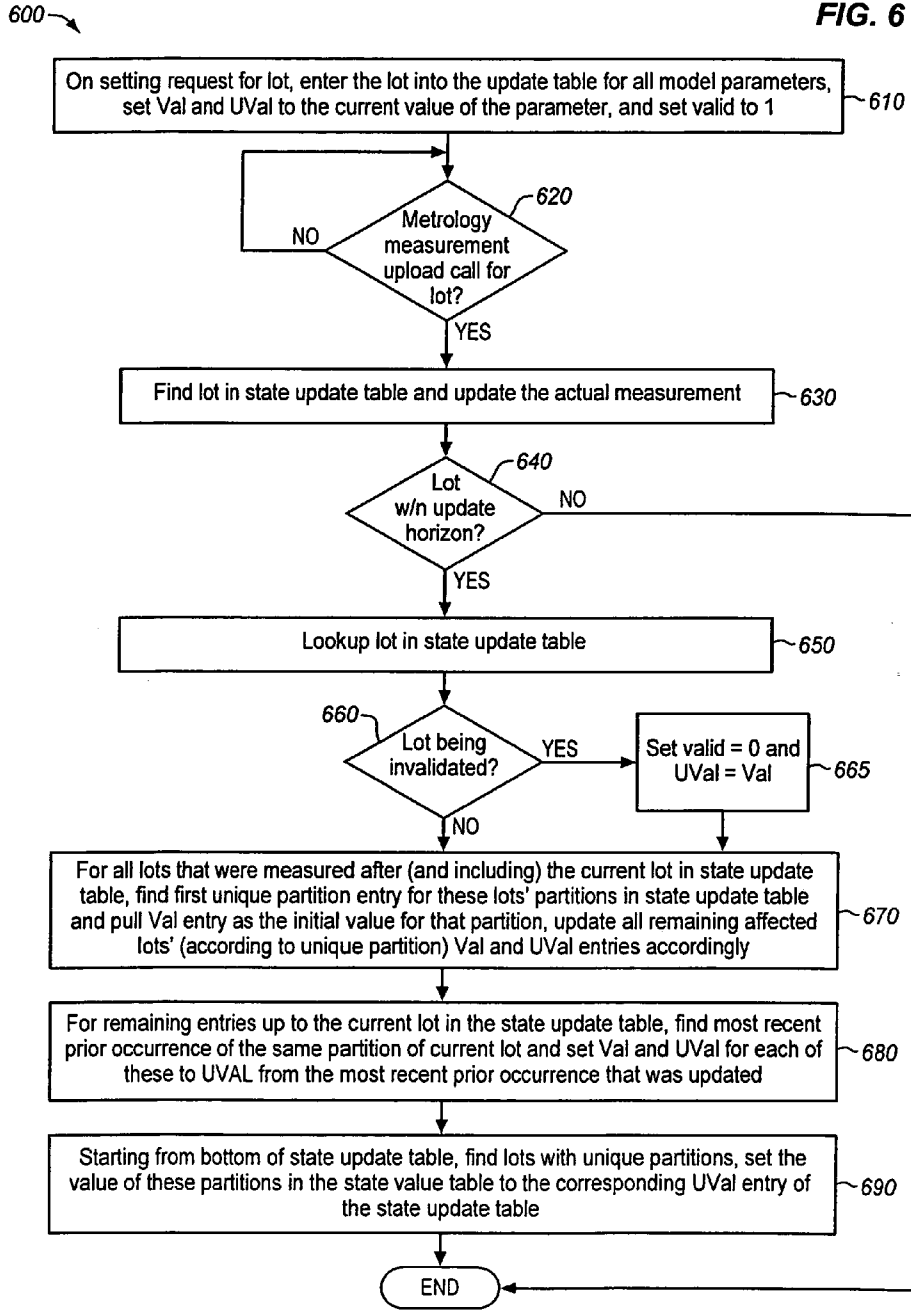 600
FIG. 6
On setting request for lot, enter the lot into the update table for all model parameters,
set Val and UVal to the current value of the parameter, and set valid to 1
610
620
Metrology
measurement
upload call for
lot?
NO
YES
Find lot in state update table and update the actual measurement
630
640
Lot
w/n update
horizon?
NO
YES
Lookup lot in state update table
650
660
Lot being
invalidated?
YES
Set valid = 0 and
UVal = Val
665
NO
For all lots that were measured after (and including) the current lot in state update
table, find first unique partition entry for these lots' partitions in state update table
and pull Val entry as the initial value for that partition, update all remaining affected
lots' (according to unique partition) Val and UVal entries accordingly
670
For remaining entries up to the current lot in the state update table, find most recent
prior occurrence of the same partition of current lot and set Val and UVal for each of
these to UVAL from the most recent prior occurrence that was updated
680
Starting from bottom of state update table, find lots with unique partitions, set the
value of these partitions in the state value table to the corresponding UVal entry of
the state update table
690
END